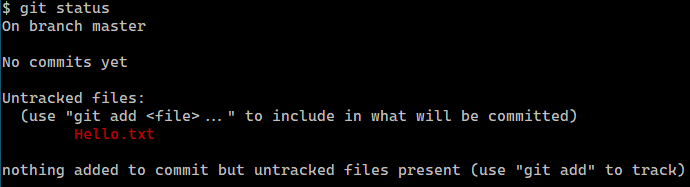 $ git status
On branch master
No commits yet
Untracked files:
(use "git add <file>..." to include in what will be committed)
Hello.txt
nothing added to commit but untracked files present (use "git add" to track)